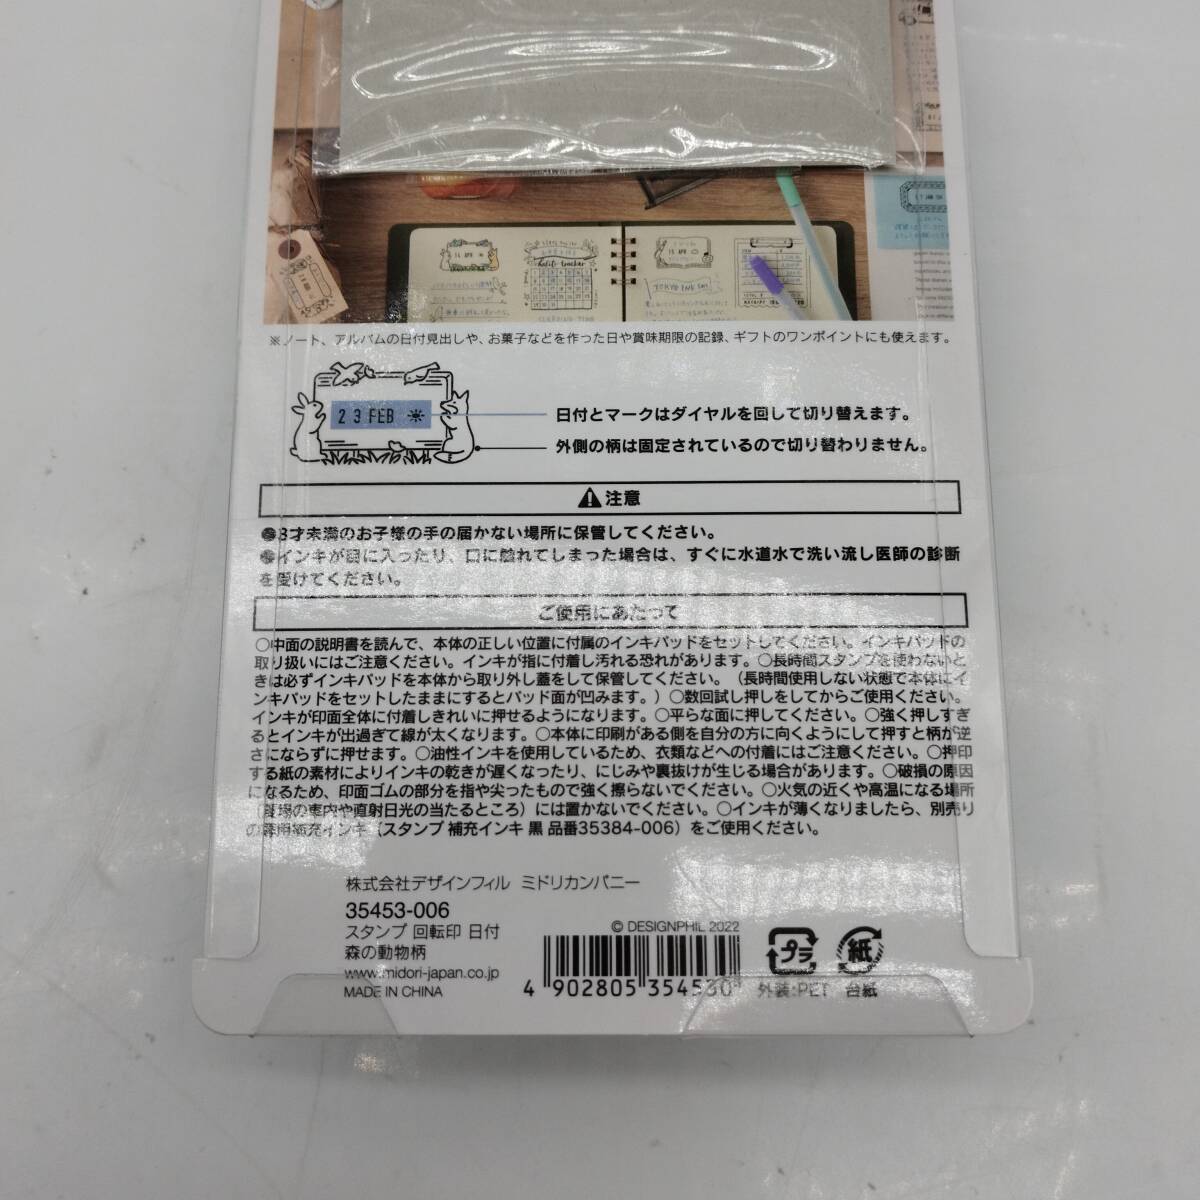 habit tracker
TOKYO INK
※ノート、アルバムの日付見出しや、お菓子などを作った日や賞味期限の記録、ギフトのワンポイントにも使えます。
23 FEB
日付とマークはダイヤルを回して切り替えます。
外側の柄は固定されているので切り替わりません。
注意
●3才未満のお子様の手の届かない場所に保管してください。
●インキが目に入ったり、口に触れてしまった場合は、すぐに水道水で洗い流し医師の診断
を受けてください。
ご使用にあたって
○中面の説明書を読んで、本体の正しい位置に付属のインキパッドをセットしてください。インキパッドの
取り扱いにはご注意ください。インキが指に付着し汚れる恐れがあります。○長時間スタンプを使わないと
きは必ずインキパッドを本体から取り外し蓋をして保管してください。（長時間使用しない状態で本体にイ
ンキパッドをセットしたままにするとパッド面が凹みます。）○数回試し押しをしてからご使用ください。
インキが印面全体に付着しきれいに押せるようになります。○平らな面に押してください。○強く押しすぎ
るとインキが出過ぎて線が太くなります。○本体に印刷がある側を自分の方に向くようにして押すと柄が逆
さにならずに押せます。○油性インキを使用しているため、衣類などへの付着にはご注意ください。○押印
する紙の素材によりインキの乾きが遅くなったり、にじみや裏抜けが生じる場合があります。○破損の原因
になるため、印面ゴムの部分を指や尖ったもので強く擦らないでください。○火気の近くや高温になる場所
（夏場の車内や直射日光の当たるところ）には置かないでください。○インキが薄くなりましたら、別売り
の専用補充インキ（スタンプ 補充インキ 黒 品番35384-006）をご使用ください。
株式会社デザインフィル ミドリカンパニー
35453-006
スタンプ 回転印 日付
森の動物柄
www.midori-japan.co.jp
MADE IN CHINA
© DESIGNPHIL 2022
4 902805 354530
プラ
外装:PET
紙
台紙